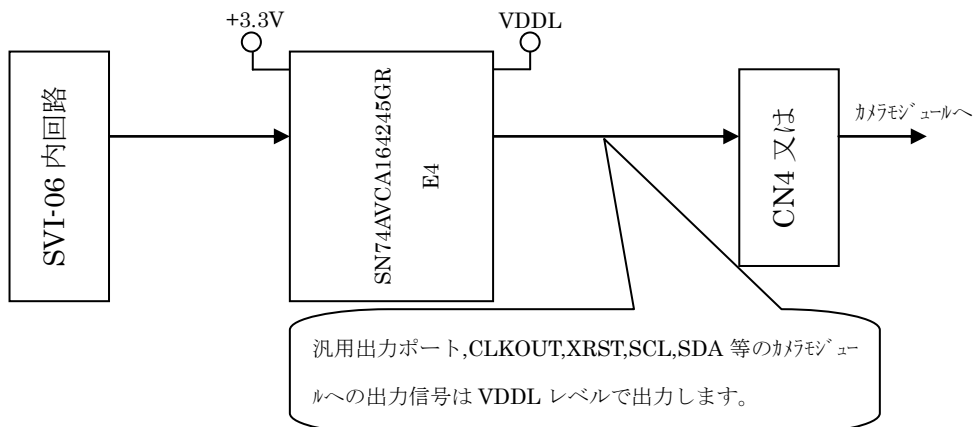 +3.3V
VDDL
SVI-06 内回路
SN74AVCA164245GR
E4
CN4 又は
ｶﾒﾗﾓｼﾞｭｰﾙへ
汎用出力ポート,CLKOUT,XRST,SCL,SDA 等のｶﾒﾗﾓｼﾞｭｰ
ﾙへの出力信号は VDDL レベルで出力します。